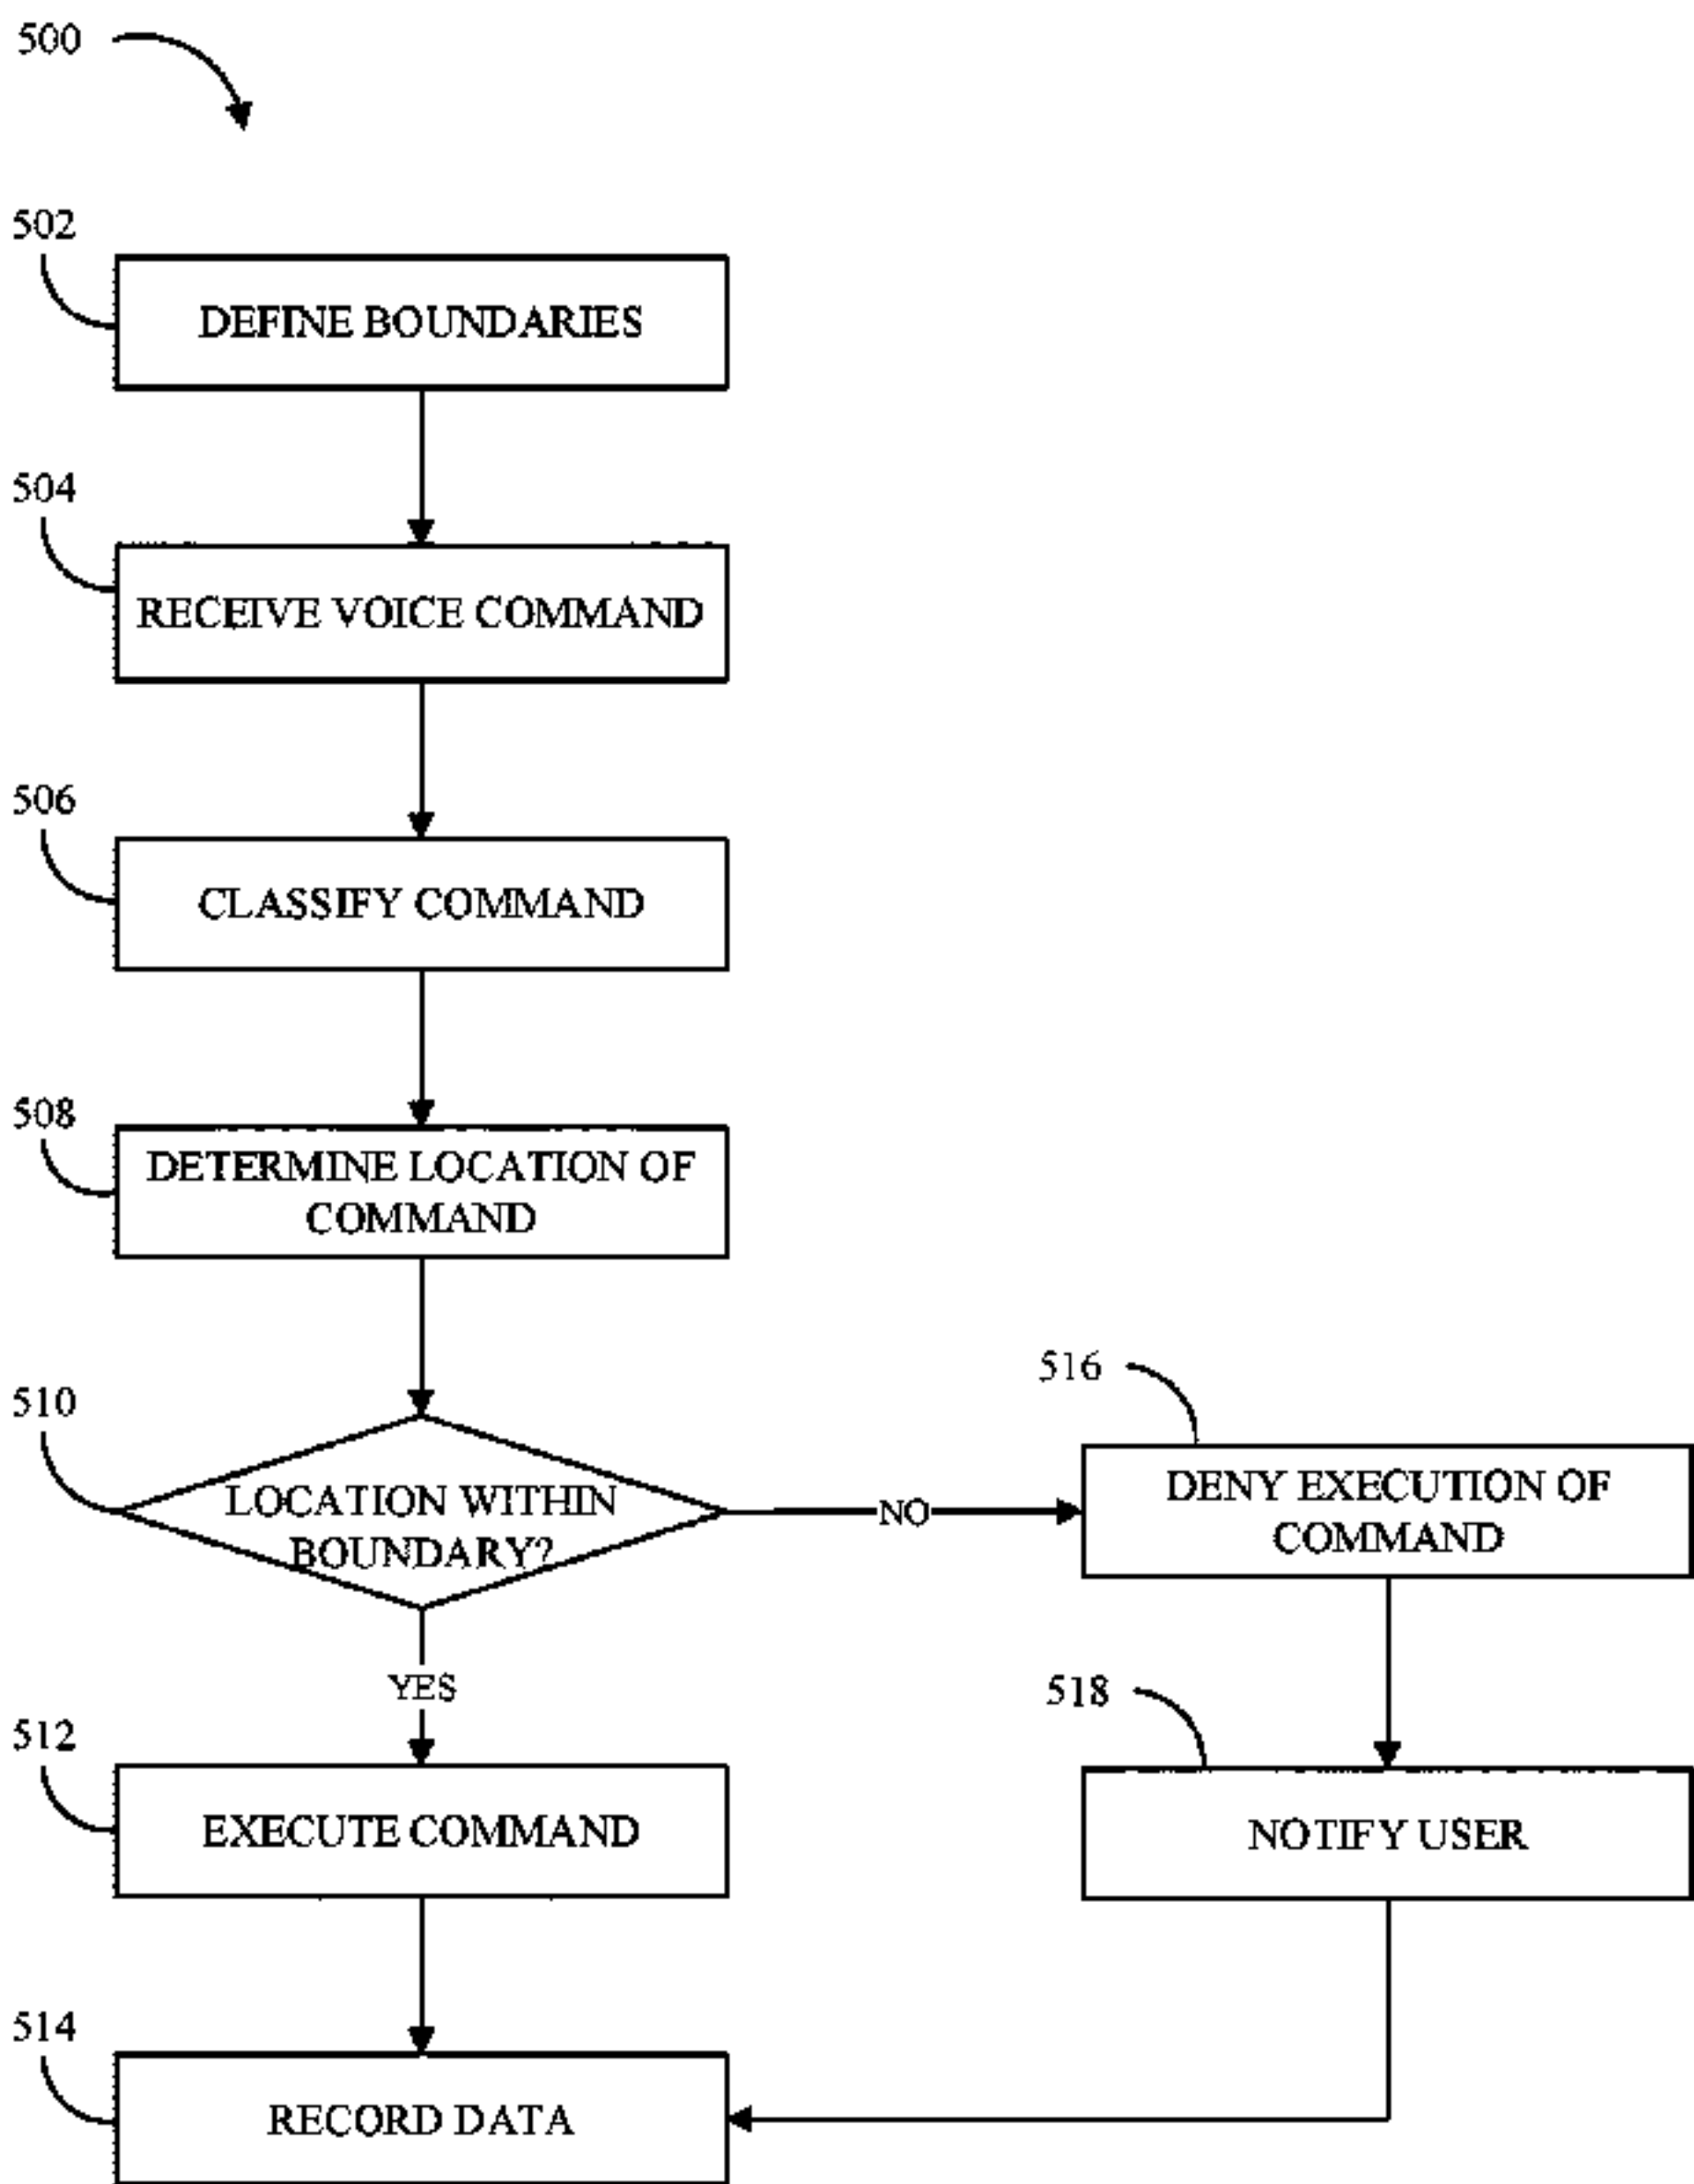 500
502
DEFINE BOUNDARIES
504
RECEIVE VOICE COMMAND
506
CLASSIFY COMMAND
508
DETERMINE LOCATION OF
COMMAND
510
LOCATION WITHIN
BOUNDARY?
NO
516
DENY EXECUTION OF
COMMAND
YES
518
NOTIFY USER
512
EXECUTE COMMAND
514
RECORD DATA